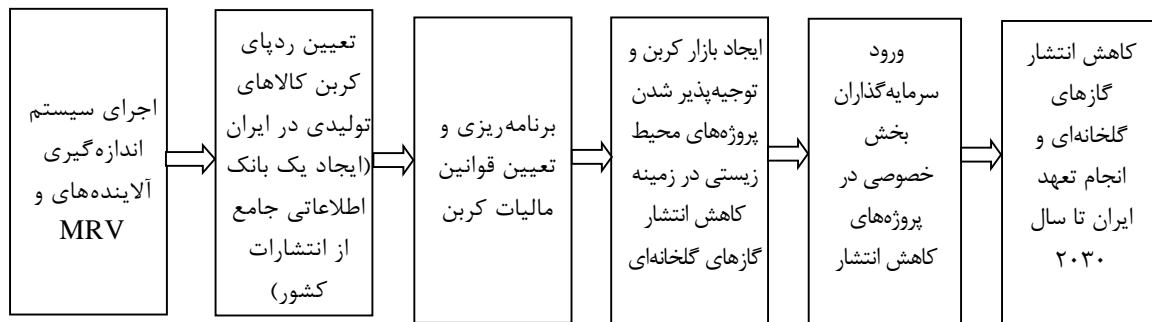 اجرای سیستم
اندازه‌گیری
آلاینده‌های و
MRV
تعیین ردپای
کربن کالاهای
تولیدی در ایران
(ایجاد یک بانک
اطلاعاتی جامع
از انتشارات
کشور)
برنامه‌ریزی و
تعیین قوانین
مالیات کربن
ایجاد بازار کربن و
توجیه‌پذیر شدن
پروژه‌های محیط
زیستی در زمینه
کاهش انتشار
گازهای گلخانه‌ای
ورود
سرمایه‌گذاران
بخش
خصوصی در
پروژه‌های
کاهش انتشار
کاهش انتشار
گازهای
گلخانه‌ای و
انجام تعهد
ایران تا سال
۲۰۳۰